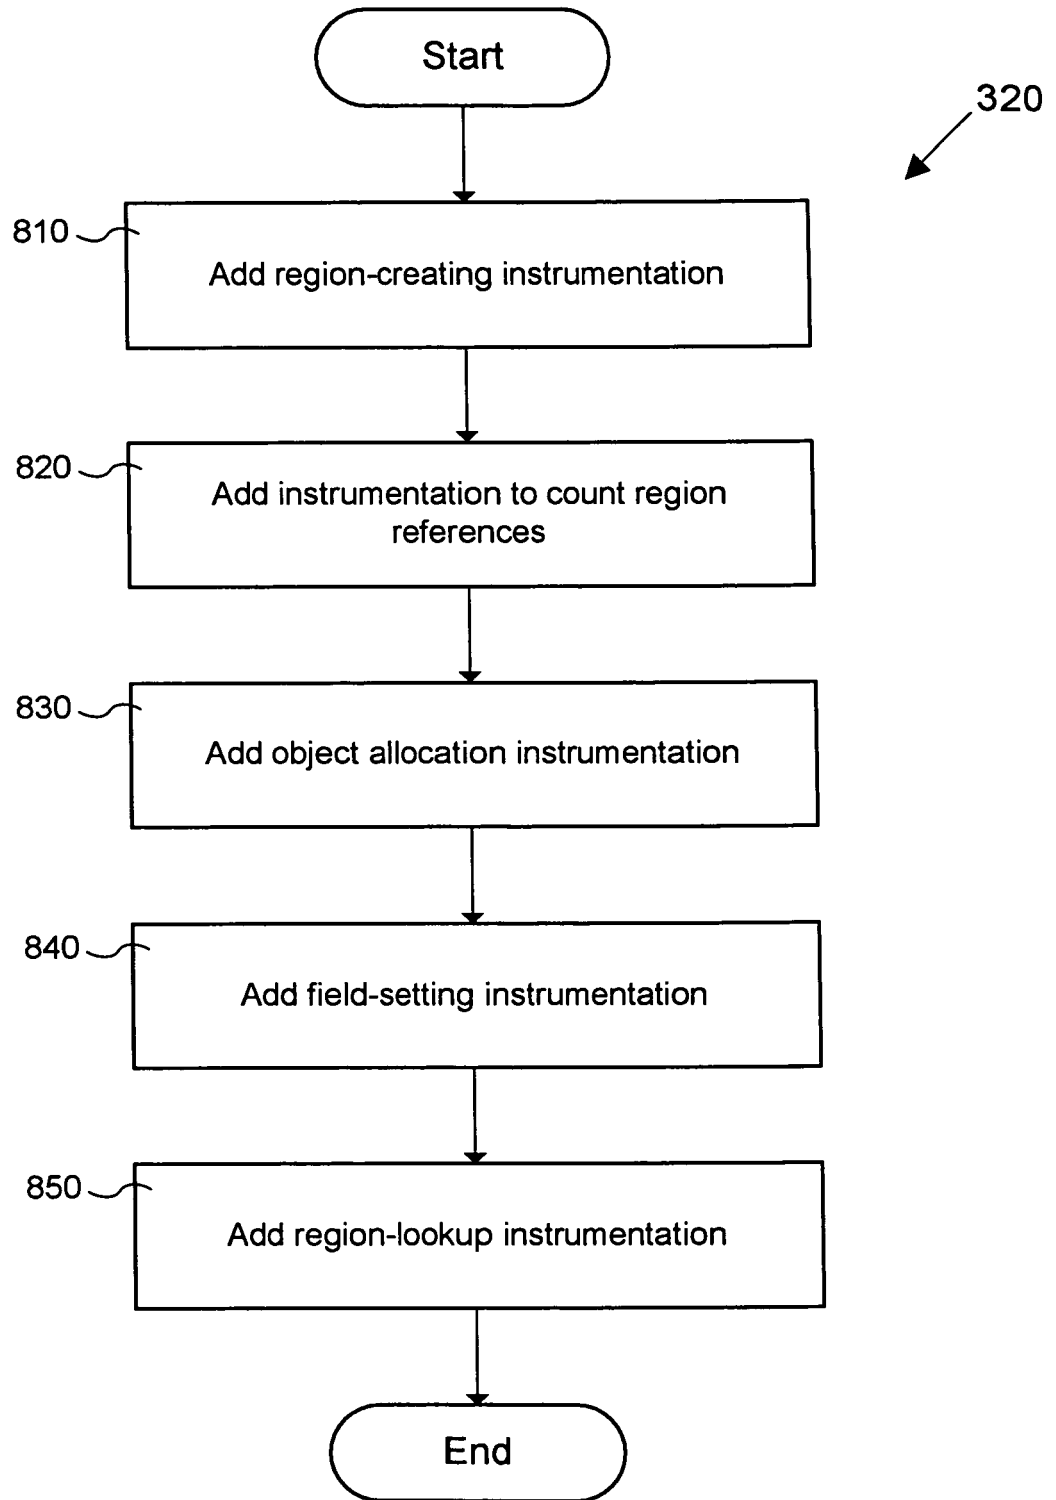 Start
320
810
Add region-creating instrumentation
820
Add instrumentation to count region
references
830
Add object allocation instrumentation
840
Add field-setting instrumentation
850
Add region-lookup instrumentation
End